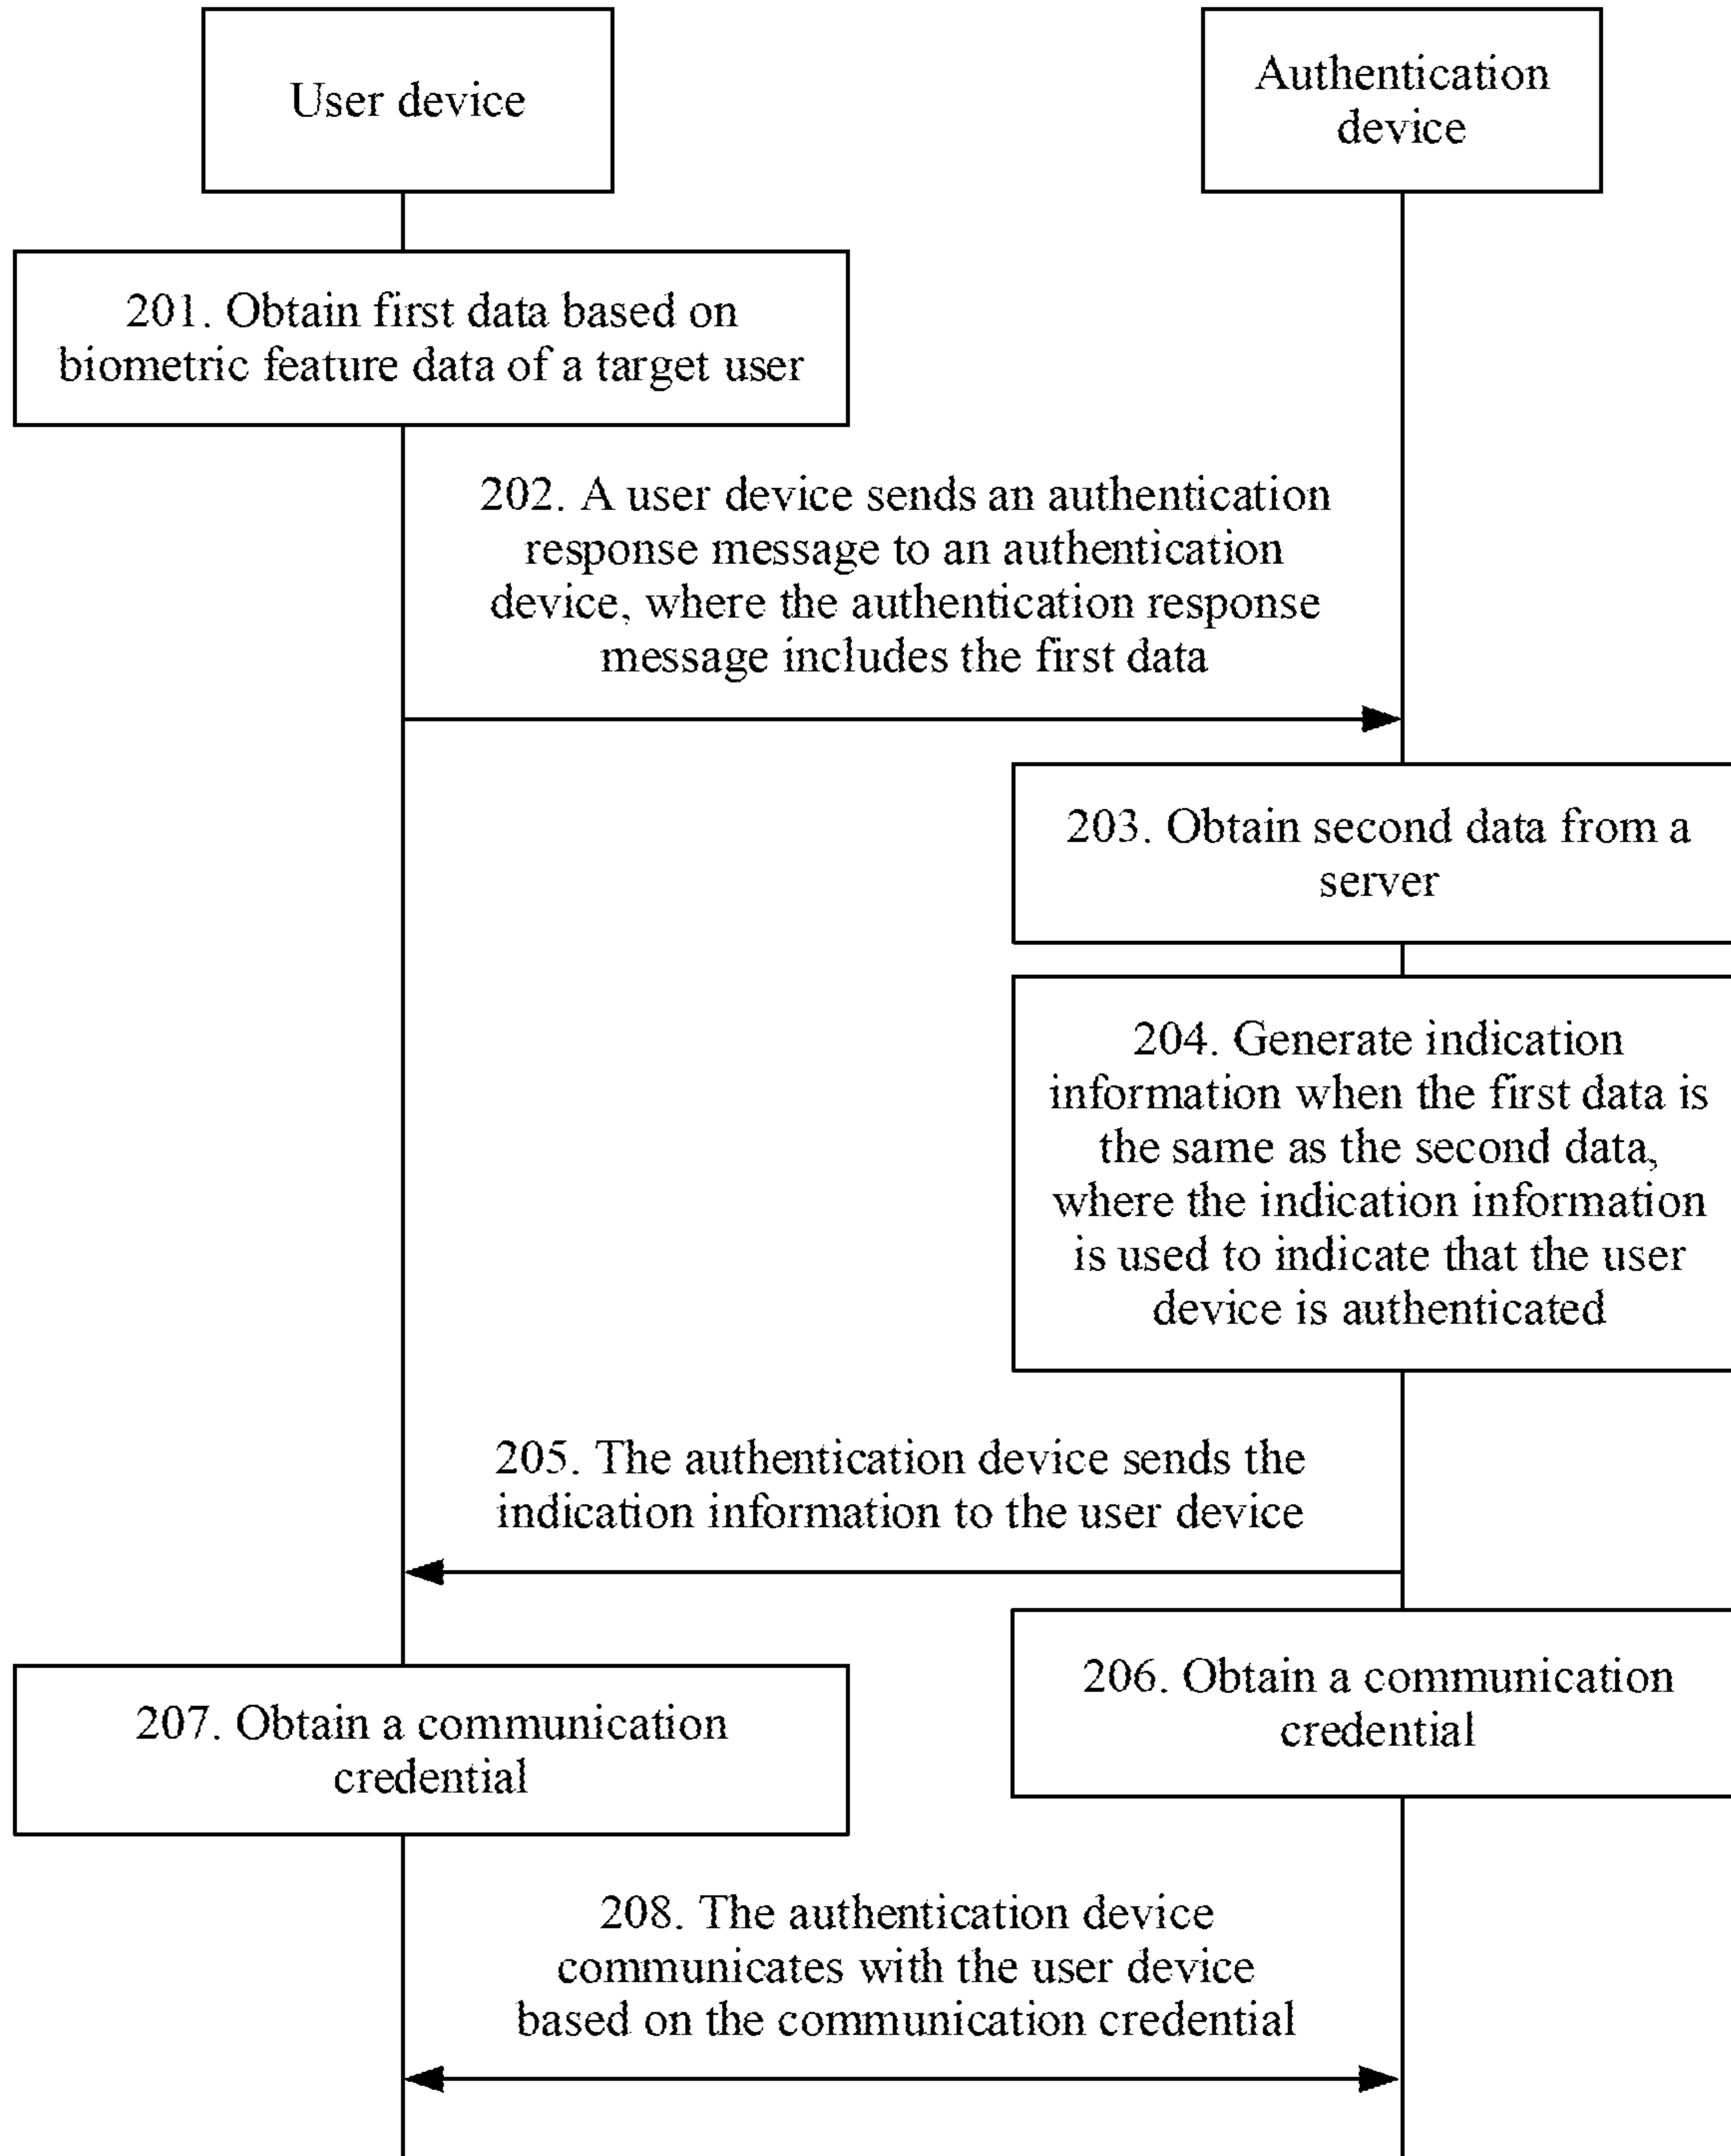 User device
Authentication
device
201. Obtain first data based on
biometric feature data of a target user
202. A user device sends an authentication
response message to an authentication
device, where the authentication response
message includes the first data
203. Obtain second data from a
server
204. Generate indication
information when the first data is
the same as the second data,
where the indication information
is used to indicate that the user
device is authenticated
205. The authentication device sends the
indication information to the user device
206. Obtain a communication
credential
207. Obtain a communication
credential
208. The authentication device
communicates with the user device
based on the communication credential